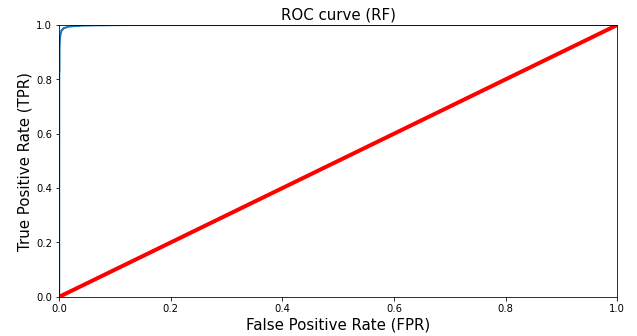 ROC curve (RF)
1.0
0.8
0.6
0.4
0.2
0.0
True Positive Rate (TPR)
0.0 0.2 0.4 0.6 0.8 1.0
False Positive Rate (FPR)